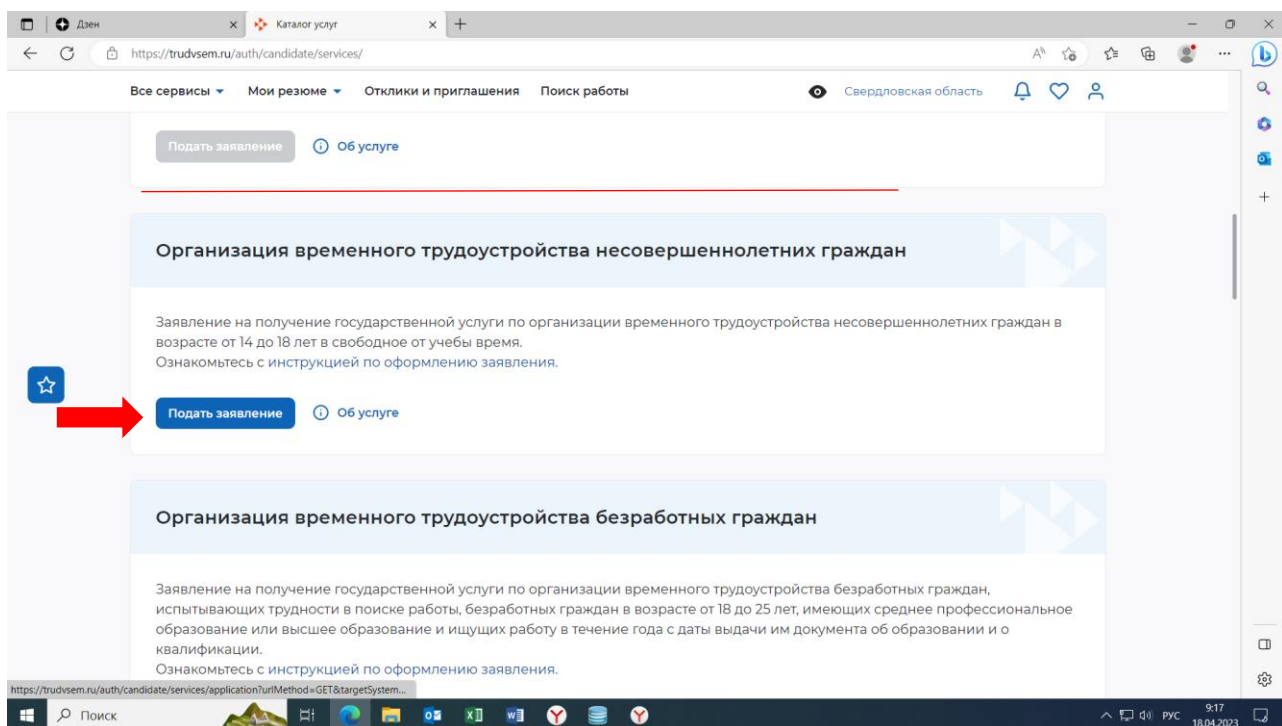 Дзен
Каталог услуг
https://trudvsem.ru/auth/candidate/services/
Все сервисы Мои резюме Отклики и приглашения Поиск работы Свердловская область
Подать заявление Об услуге
Организация временного трудоустройства несовершеннолетних граждан
Заявление на получение государственной услуги по организации временного трудоустройства несовершеннолетних граждан в
возрасте от 14 до 18 лет в свободное от учебы время.
Ознакомьтесь с инструкцией по оформлению заявления.
Подать заявление Об услуге
Организация временного трудоустройства безработных граждан
Заявление на получение государственной услуги по организации временного трудоустройства безработных граждан,
испытывающих трудности в поиске работы, безработных граждан в возрасте от 18 до 25 лет, имеющих среднее профессиональное
образование или высшее образование и ищущих работу в течение года с даты выдачи им документа об образовании и о
квалификации.
Ознакомьтесь с инструкцией по оформлению заявления.
https://trudvsem.ru/auth/candidate/services/application?urlMethod=GET&targetSystem...
Поиск
РУС
9:17
18.04.2023